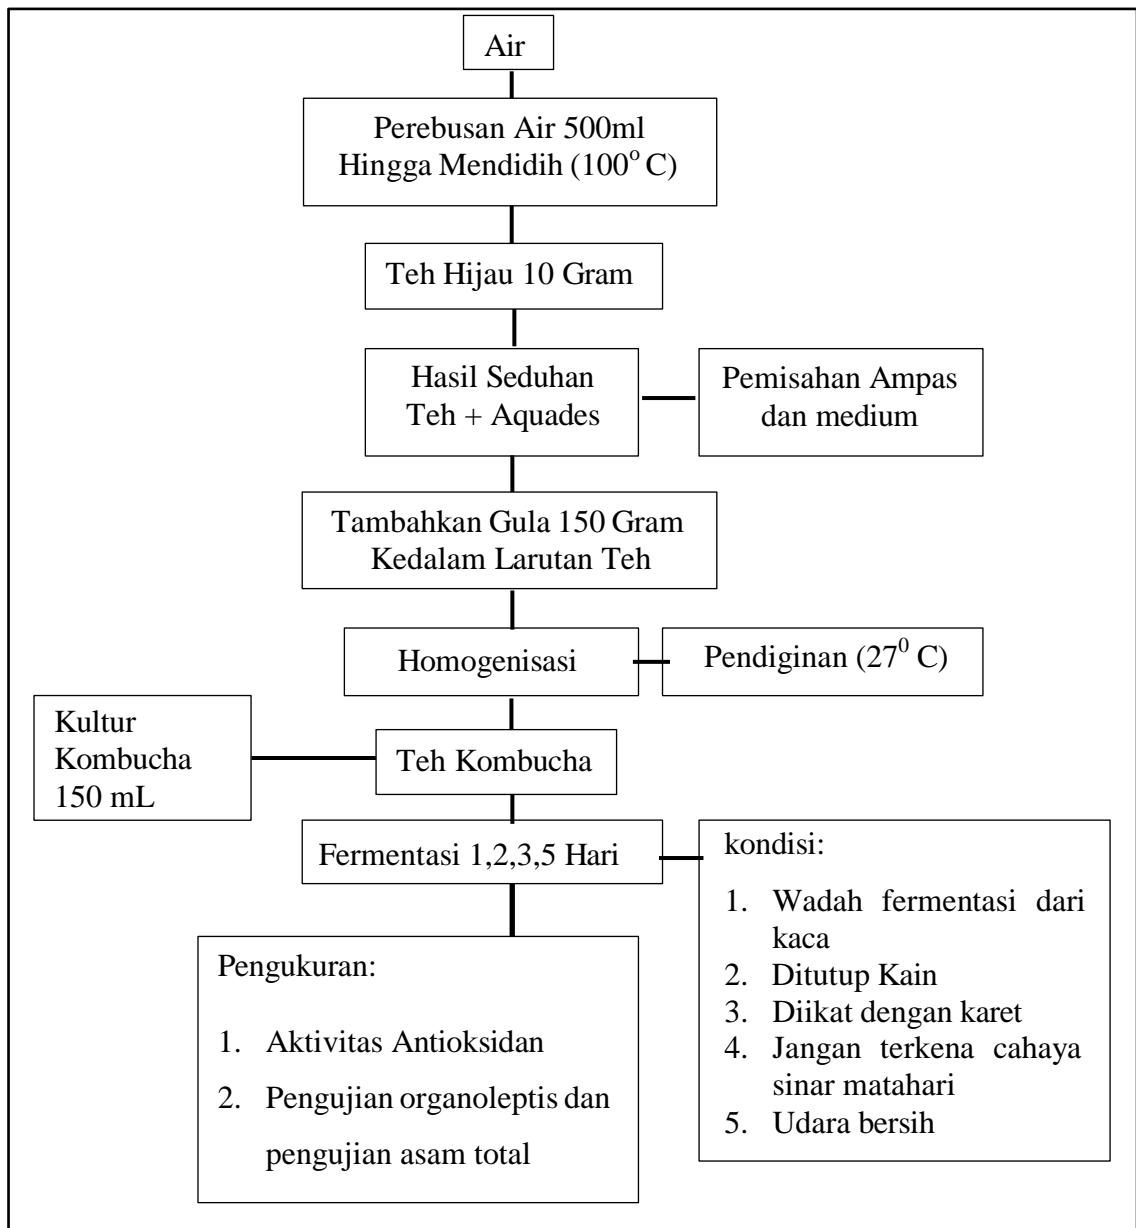 Air
Perebusan Air 500ml
Hingga Mendidih (100° C)
Teh Hijau 10 Gram
Hasil Seduhan
Teh + Aquades
Pemisahan Ampas
dan medium
Tambahkan Gula 150 Gram
Kedalam Larutan Teh
Homogenisasi
Pendiginan (27⁰ C)
Kultur
Kombucha
150 mL
Teh Kombucha
Fermentasi 1,2,3,5 Hari
kondisi:
1. Wadah fermentasi dari
kaca
2. Ditutup Kain
3. Diikat dengan karet
4. Jangan terkena cahaya
sinar matahari
5. Udara bersih
Pengukuran:
1. Aktivitas Antioksidan
2. Pengujian organoleptis dan
pengujian asam total